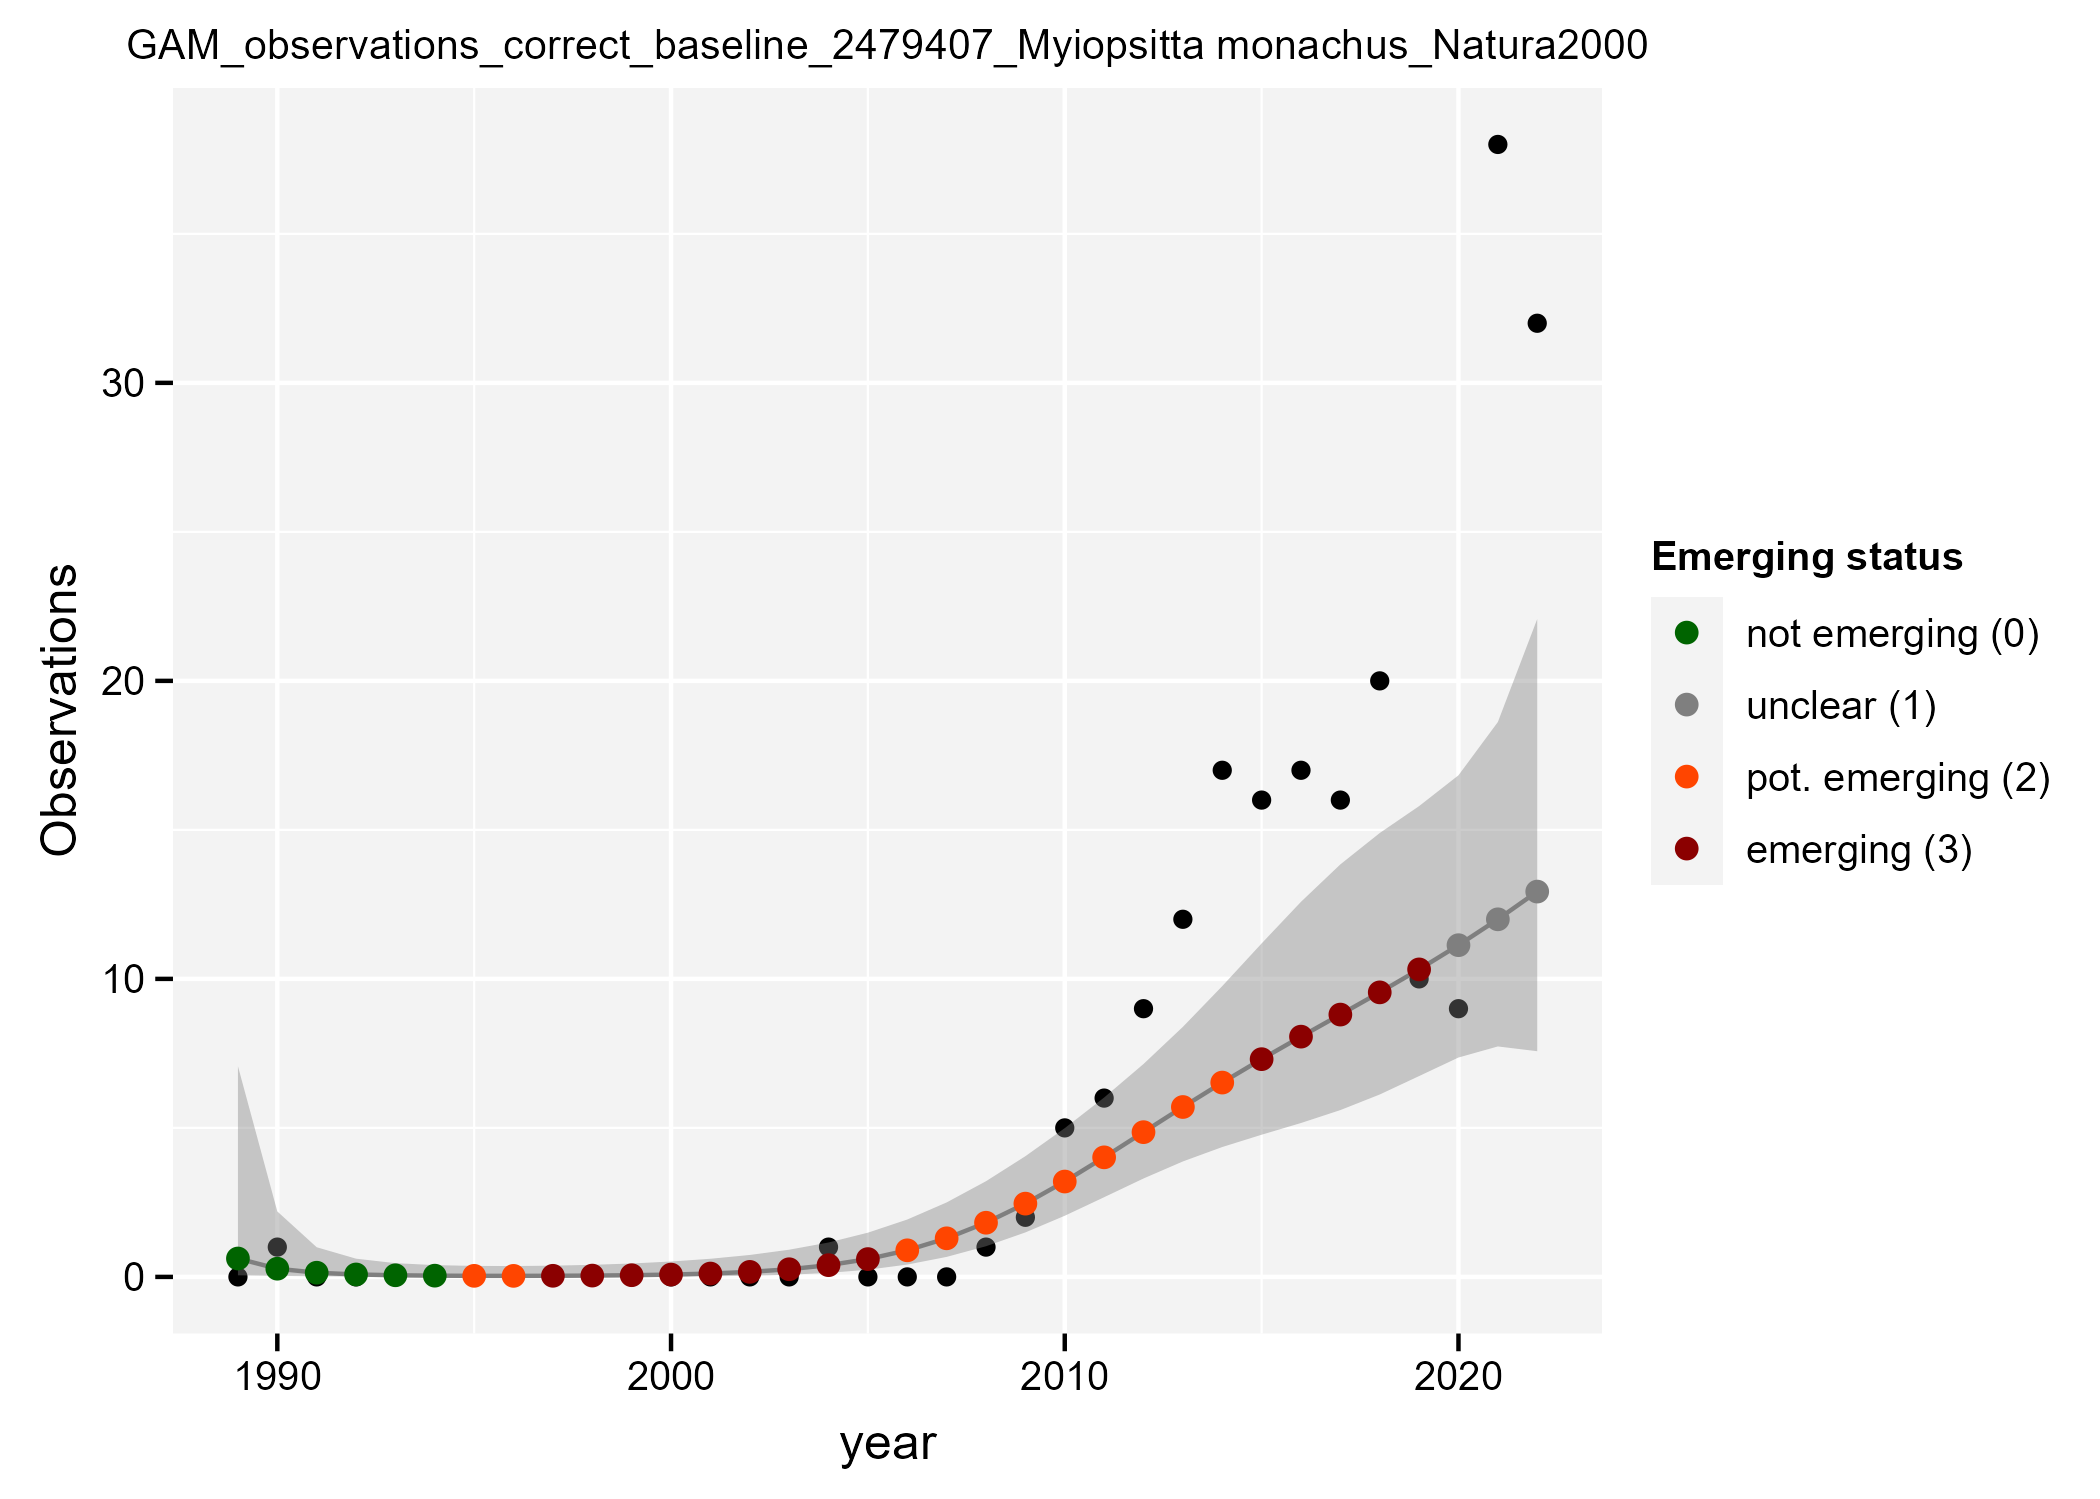 GAM_observations_correct_baseline_2479407_Myiopsitta monachus_Natura2000
Observations
30
20
10
0
1990 2000 2010 2020
year
Emerging status
not emerging (0)
unclear (1)
pot. emerging (2)
emerging (3)